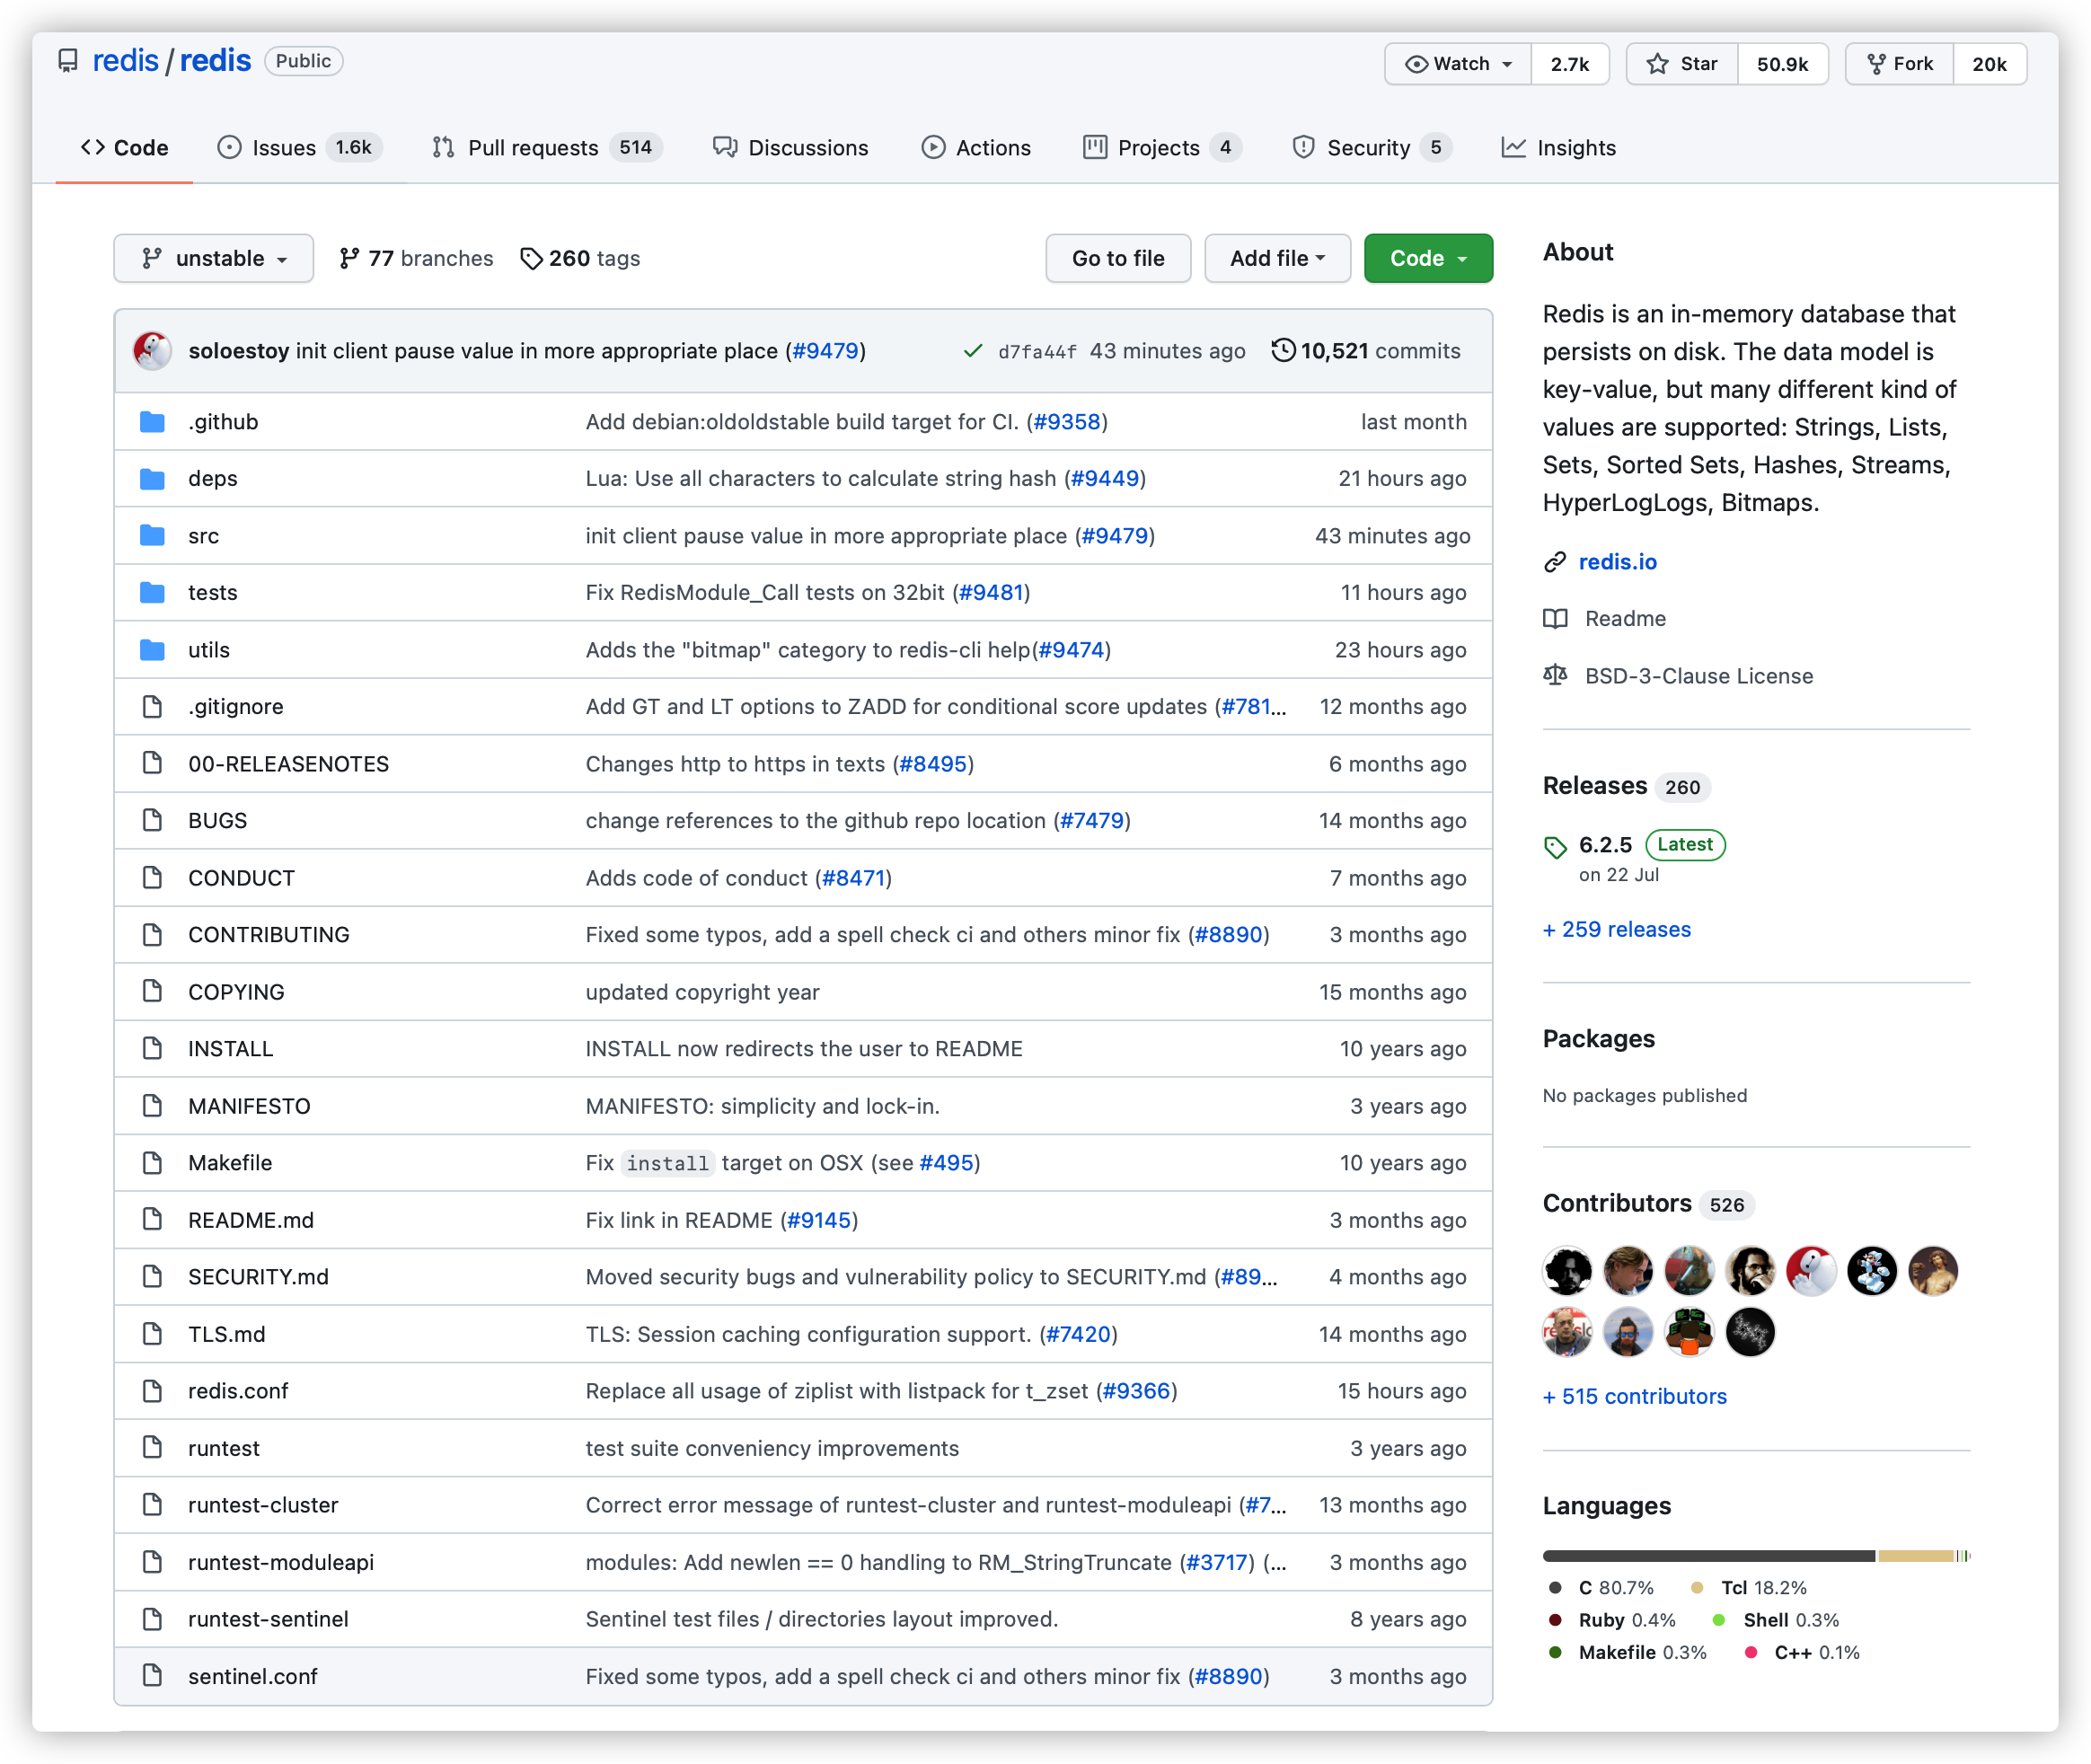 redis / redis Public Watch 2.7k Star 50.9k Fork 20k
Code Issues 1.6k Pull requests 514 Discussions Actions Projects 4 Security 5 Insights
unstable 77 branches 260 tags Go to file Add file Code
soloestoy init client pause value in more appropriate place (#9479) d7fa44f 43 minutes ago 10,521 commits
.github Add debian:oldoldstable build target for CI. (#9358) last month
deps Lua: Use all characters to calculate string hash (#9449) 21 hours ago
src init client pause value in more appropriate place (#9479) 43 minutes ago
tests Fix RedisModule_Call tests on 32bit (#9481) 11 hours ago
utils Adds the "bitmap" category to redis-cli help(#9474) 23 hours ago
.gitignore Add GT and LT options to ZADD for conditional score updates (#781... 12 months ago
00-RELEASENOTES Changes http to https in texts (#8495) 6 months ago
BUGS change references to the github repo location (#7479) 14 months ago
CONDUCT Adds code of conduct (#8471) 7 months ago
CONTRIBUTING Fixed some typos, add a spell check ci and others minor fix (#8890) 3 months ago
COPYING updated copyright year 15 months ago
INSTALL INSTALL now redirects the user to README 10 years ago
MANIFESTO MANIFESTO: simplicity and lock-in. 3 years ago
Makefile Fix install target on OSX (see #495) 10 years ago
README.md Fix link in README (#9145) 3 months ago
SECURITY.md Moved security bugs and vulnerability policy to SECURITY.md (#89... 4 months ago
TLS.md TLS: Session caching configuration support. (#7420) 14 months ago
redis.conf Replace all usage of ziplist with listpack for t_zset (#9366) 15 hours ago
runtest test suite conveniency improvements 3 years ago
runtest-cluster Correct error message of runtest-cluster and runtest-moduleapi (#7... 13 months ago
runtest-moduleapi modules: Add newlen == 0 handling to RM_StringTruncate (#3717) (... 3 months ago
runtest-sentinel Sentinel test files / directories layout improved. 8 years ago
sentinel.conf Fixed some typos, add a spell check ci and others minor fix (#8890) 3 months ago
About
Redis is an in-memory database that
persists on disk. The data model is
key-value, but many different kind of
values are supported: Strings, Lists,
Sets, Sorted Sets, Hashes, Streams,
HyperLogLogs, Bitmaps.
redis.io
Readme
BSD-3-Clause License
Releases 260
6.2.5 Latest
on 22 Jul
+ 259 releases
Packages
No packages published
Contributors 526
+ 515 contributors
Languages
C 80.7% Tcl 18.2%
Ruby 0.4% Shell 0.3%
Makefile 0.3% C++ 0.1%